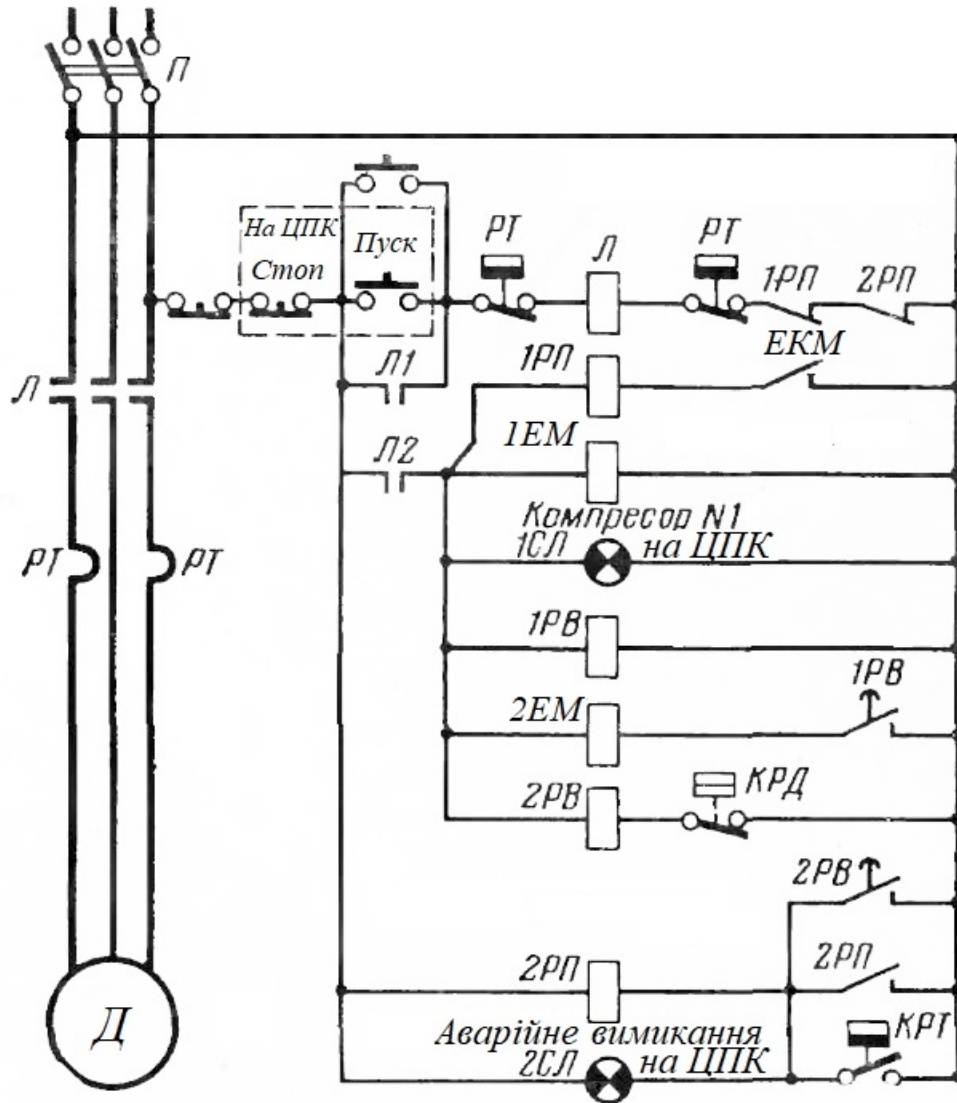 П
На ЦПК
Стоп
Пуск
РТ
Л
РТ
1РП
2РП
ЕКМ
Л
Л1
1РП
Л2
1ЕМ
Компресор N1
1СЛ
на ЦПК
РТ
РТ
1РВ
2ЕМ
1РВ
2РВ
КРД
2РВ
2РП
2РП
Д
Аварійне вимикання
2СЛ
на ЦПК
КРТ